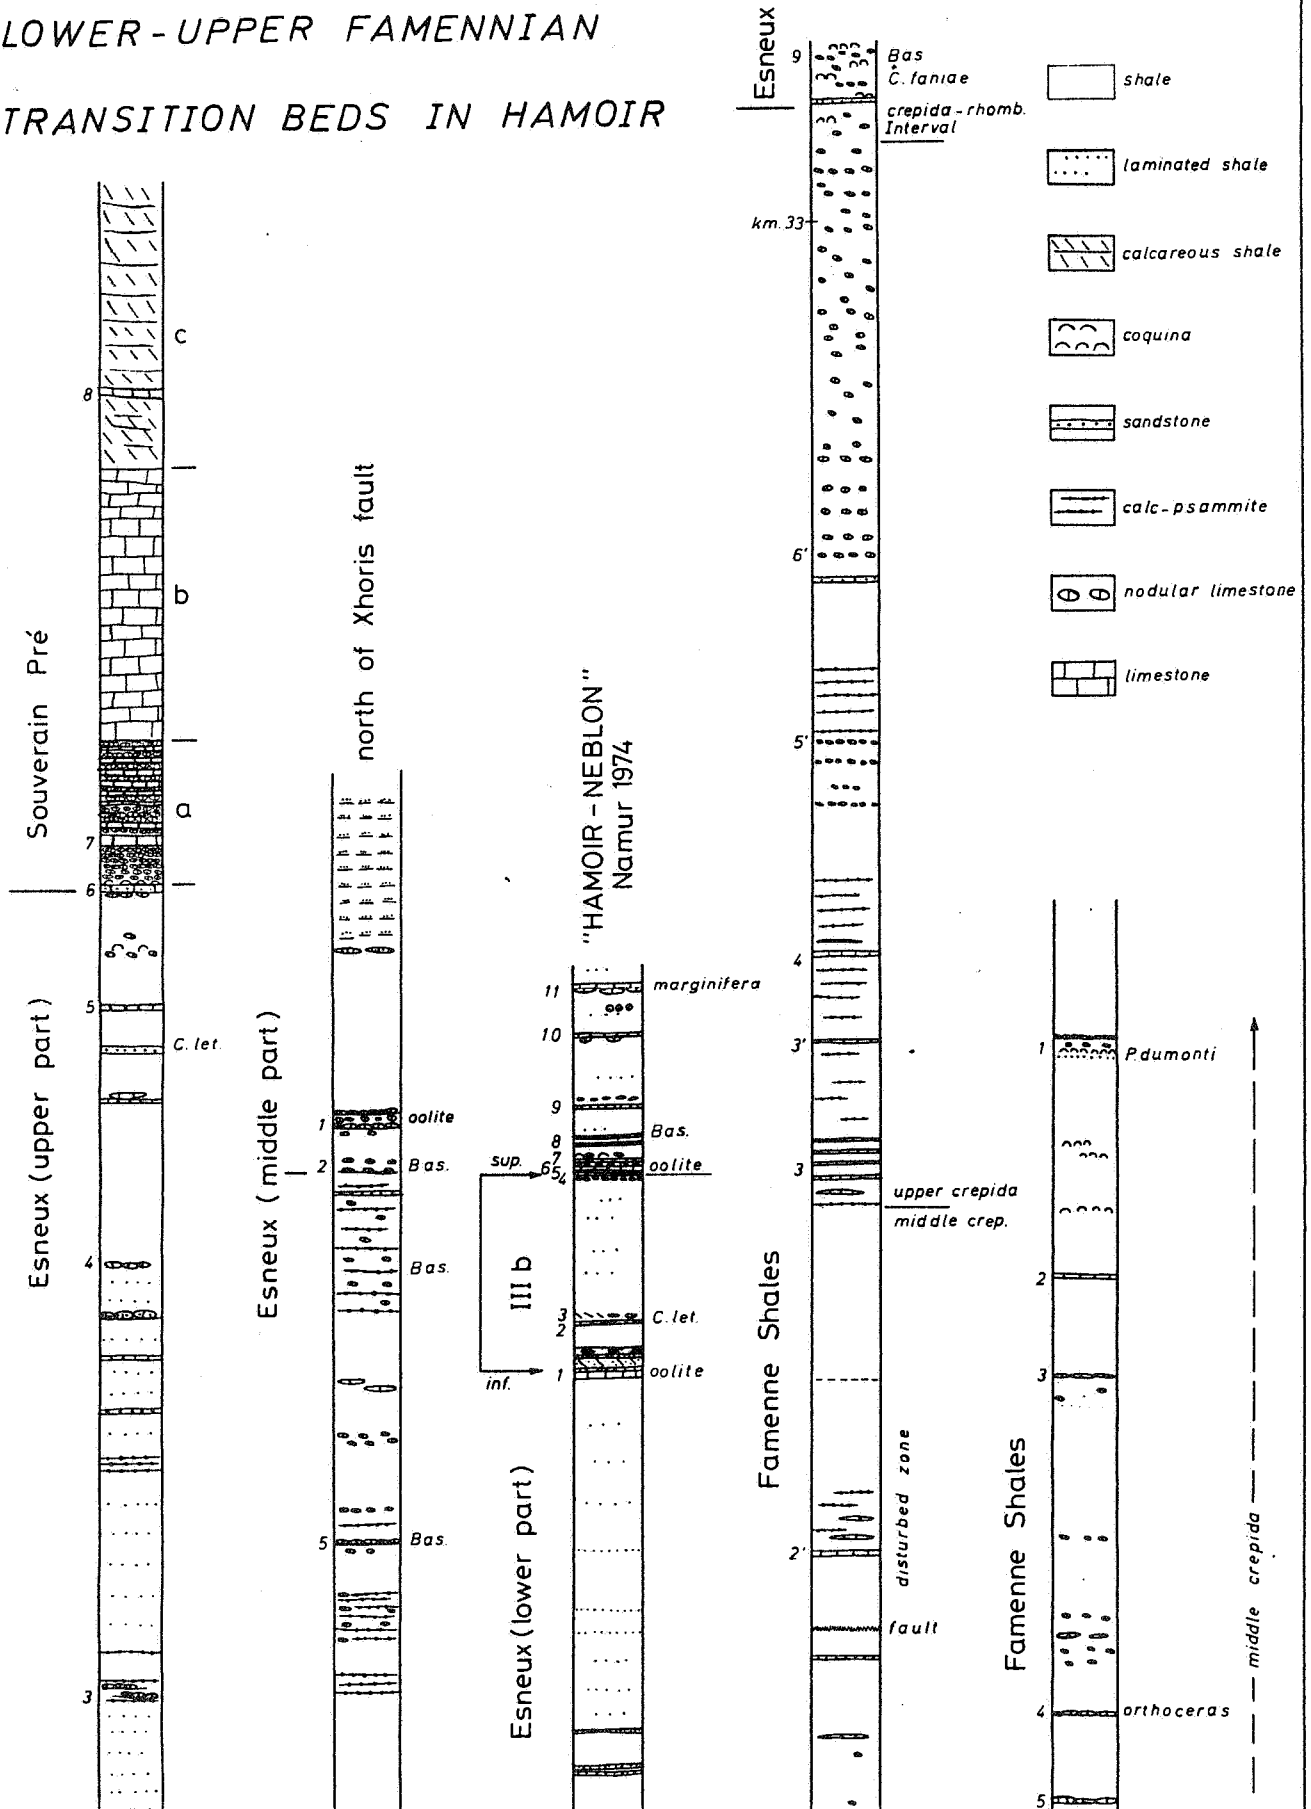 LOWER-UPPER FAMENNIAN
TRANSITION BEDS IN HAMOIR
Souverain Pré
Esneux (upper part)
c
8
b
a
7
6
5
C. let.
4
3
north of Xhoris fault
Esneux (middle part)
1
oolite
2
Bas.
Bas.
5
Bas.
"HAMOIR-NEBLON"
Namur 1974
Esneux (lower part)
11
marginifera
10
9
8
Bas.
7
6
5
oolite
4
sup.
III b
3
C.let.
2
inf.
1
oolite
Esneux
9
Bas
+
C. faniae
crepida-rhomb.
Interval
km. 33
6'
5'
4
3'
3
upper crepida
middle crep.
Famenne Shales
disturbed zone
2'
fault
shale
laminated shale
calcareous shale
coquina
sandstone
calc-psammite
nodular limestone
limestone
Famenne Shales
1
P.dumonti
2
3
4
orthoceras
5
middle crepida